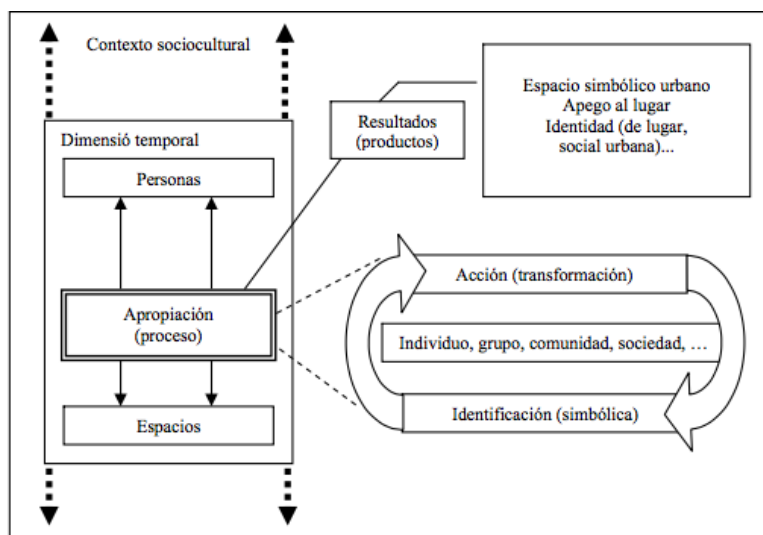 Contexto sociocultural
Dimensió temporal
Personas
Apropiación
(proceso)
Espacios
Resultados
(productos)
Espacio simbólico urbano
Apego al lugar
Identidad (de lugar,
social urbana)...
Acción (transformación)
Individuo, grupo, comunidad, sociedad, …
Identificación (simbólica)